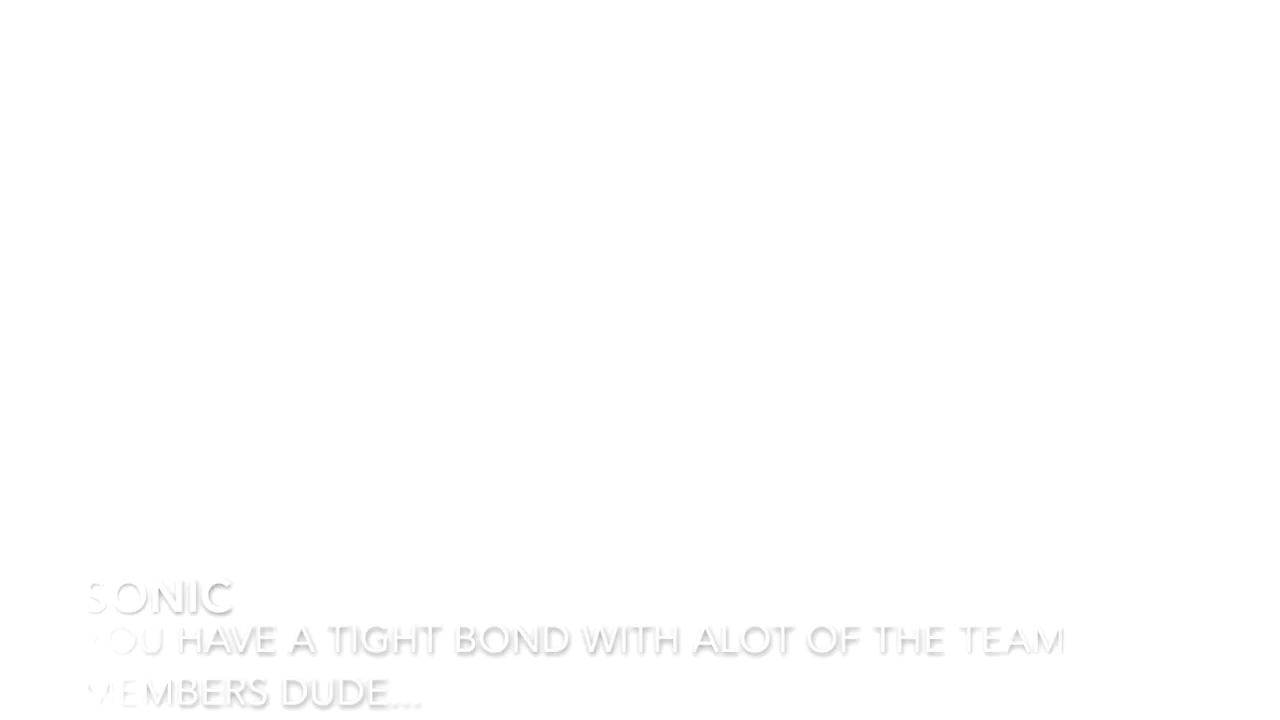 SONIC
YOU HAVE A TIGHT BOND WITH ALOT OF THE TEAM
MEMBERS DUDE...